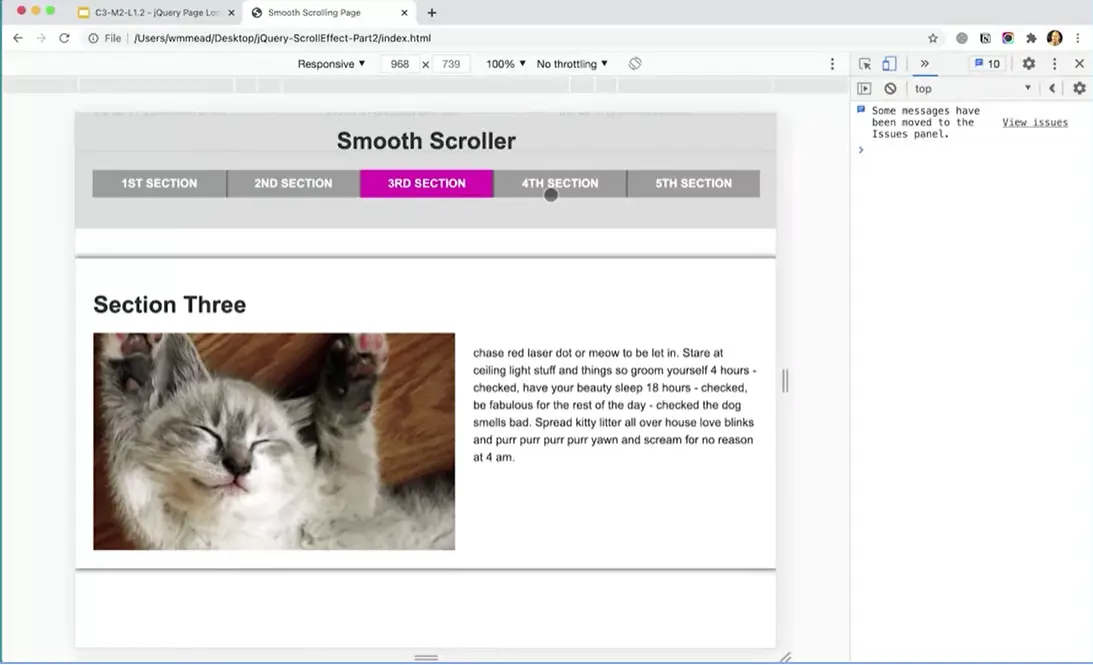 C3-M2-L1.2 - jQuery Page Loc
Smooth Scrolling Page
File | /Users/wmmead/Desktop/jQuery-ScrollEffect-Part2/index.html
Responsive 968 x 739 100% No throttling
10
top
Some messages have
been moved to the
Issues panel.
View issues
Smooth Scroller
1ST SECTION 2ND SECTION 3RD SECTION 4TH SECTION 5TH SECTION
Section Three
chase red laser dot or meow to be let in. Stare at
ceiling light stuff and things so groom yourself 4 hours -
checked, have your beauty sleep 18 hours - checked,
be fabulous for the rest of the day - checked the dog
smells bad. Spread kitty litter all over house love blinks
and purr purr purr purr yawn and scream for no reason
at 4 am.